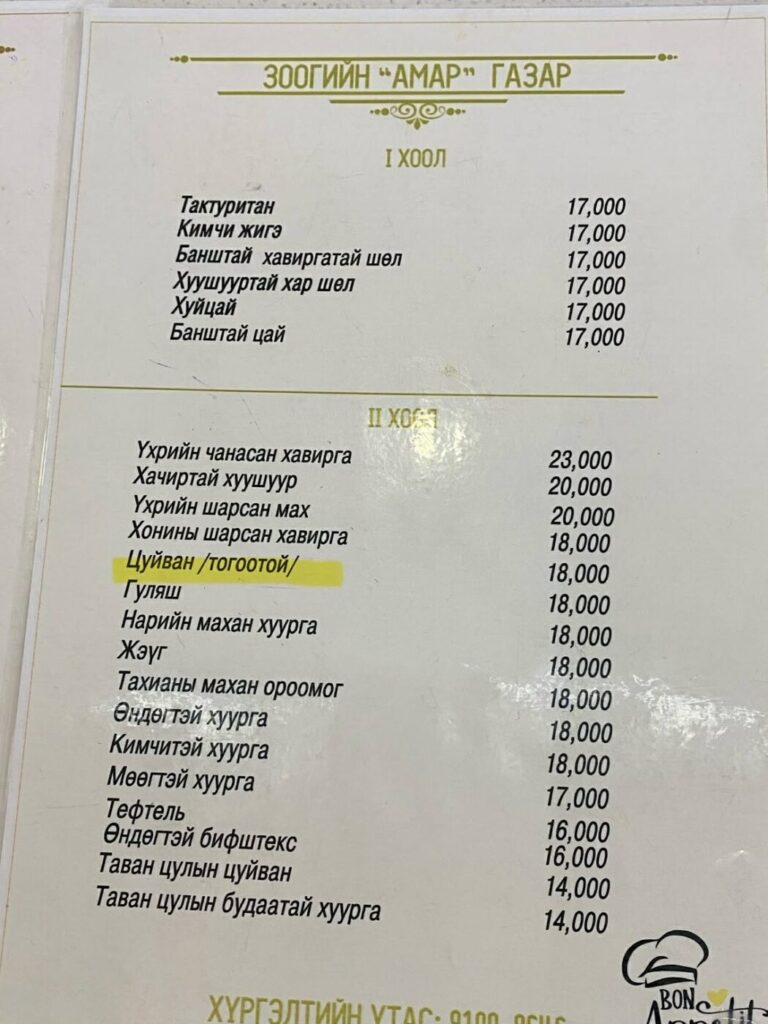 ЗООГИЙН “АМАР” ГАЗАР
I ХООЛ
Тактуритан 17,000
Кимчи жигэ 17,000
Банштай хавиргатай шөл 17,000
Хуушууртай хар шөл 17,000
Хуйцай 17,000
Банштай цай 17,000
II ХООЛ
Үхрийн чанасан хавирга 23,000
Хачиртай хуушуур 20,000
Үхрийн шарсан мах 20,000
Хонины шарсан хавирга 18,000
Цуйван /тогоотой/ 18,000
Гуляш 18,000
Нарийн махан хуурга 18,000
Жэүг 18,000
Тахианы махан ороомог 18,000
Өндөгтэй хуурга 18,000
Кимчитэй хуурга 18,000
Мөөгтэй хуурга 17,000
Тефтель 16,000
Өндөгтэй бифштекс 16,000
Таван цулын цуйван 14,000
Таван цулын будаатай хуурга 14,000
BON
Appetit
ХҮРГЭЛТИЙН УТАС: 9100